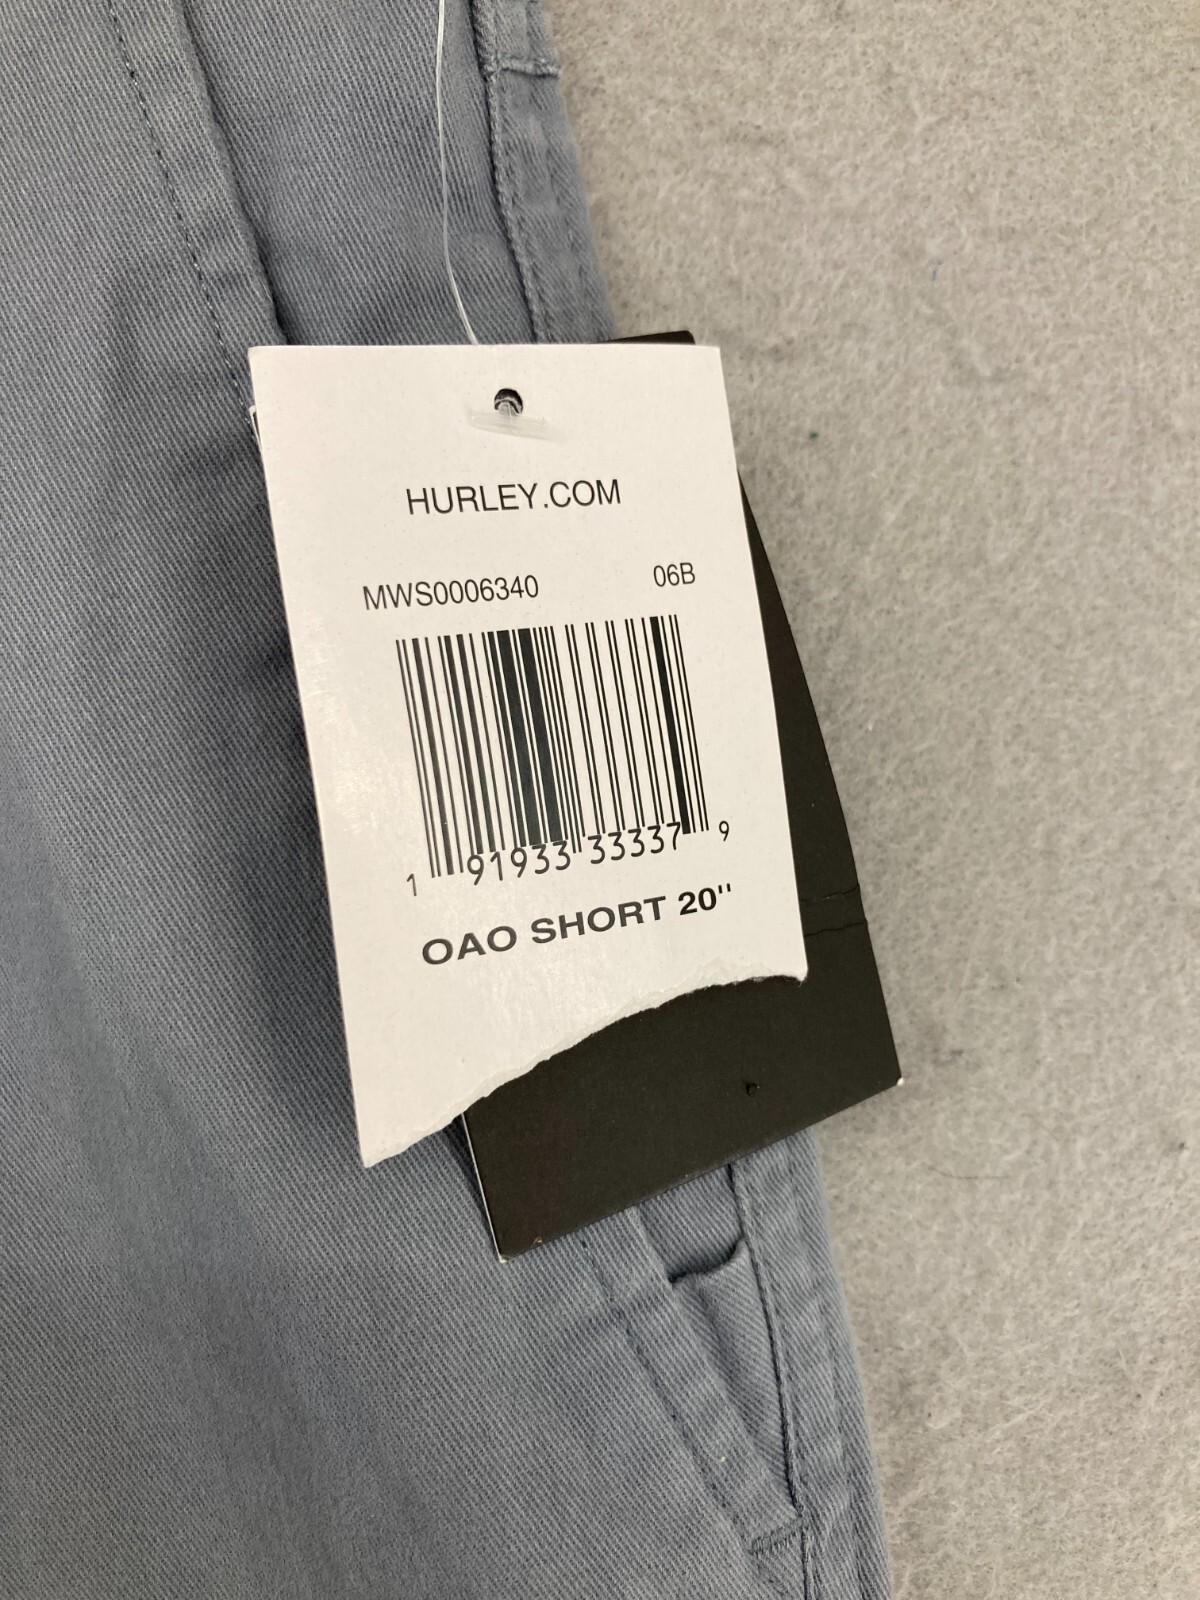 HURLEY.COM
MWS0006340 06B
1 91933 33337 9
OAO SHORT 20"